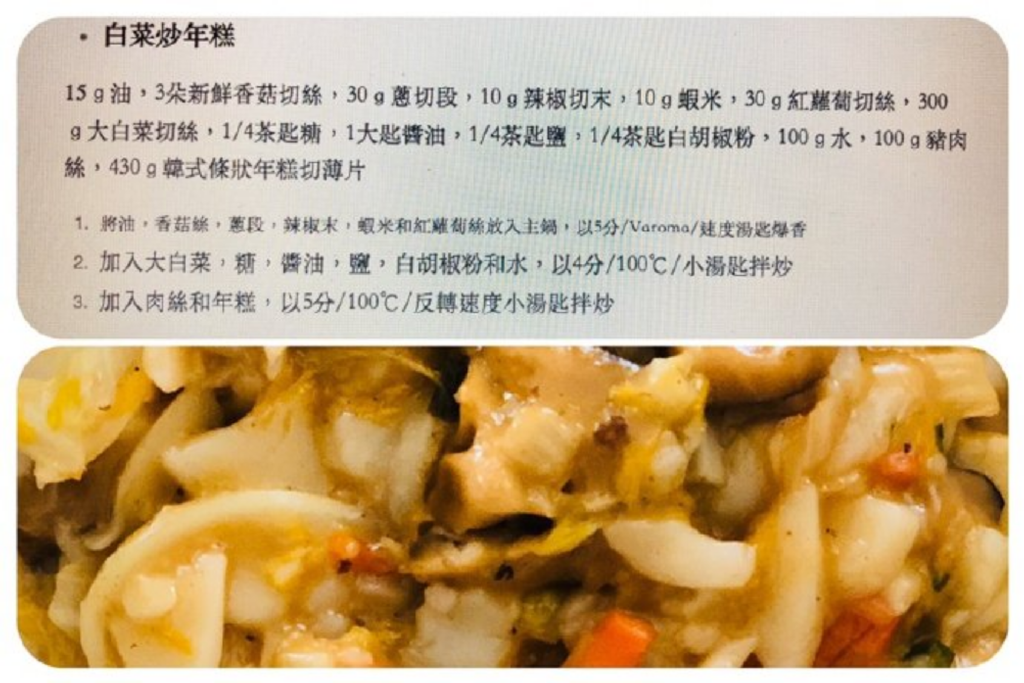 • 白菜炒年糕
15 g 油，3朵新鮮香菇切絲，30 g 蔥切段，10 g 辣椒切末，10 g 蝦米，30 g 紅蘿蔔切絲，300
g 大白菜切絲，1/4茶匙糖，1大匙醬油，1/4茶匙鹽，1/4茶匙白胡椒粉，100 g 水，100 g 豬肉
絲，430 g 韓式條狀年糕切薄片
1. 將油，香菇絲，蔥段，辣椒末，蝦米和紅蘿蔔絲放入主鍋，以5分/Varoma/速度湯匙爆香
2. 加入大白菜，糖，醬油，鹽，白胡椒粉和水，以4分/100℃/小湯匙拌炒
3. 加入肉絲和年糕，以5分/100℃/反轉速度小湯匙拌炒